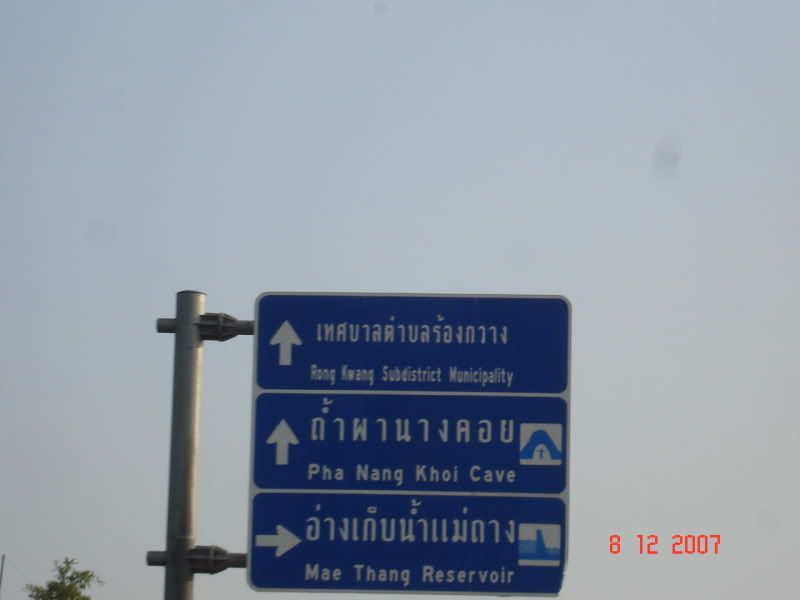 เทศบาลตำบลร้องกวาง
Rong Kwang Subdistrict Municipality
ถ้ำผานางคอย
Pha Nang Khoi Cave
อ่างเก็บน้ำแม่ถาง
Mae Thang Reservoir
8 12 2007